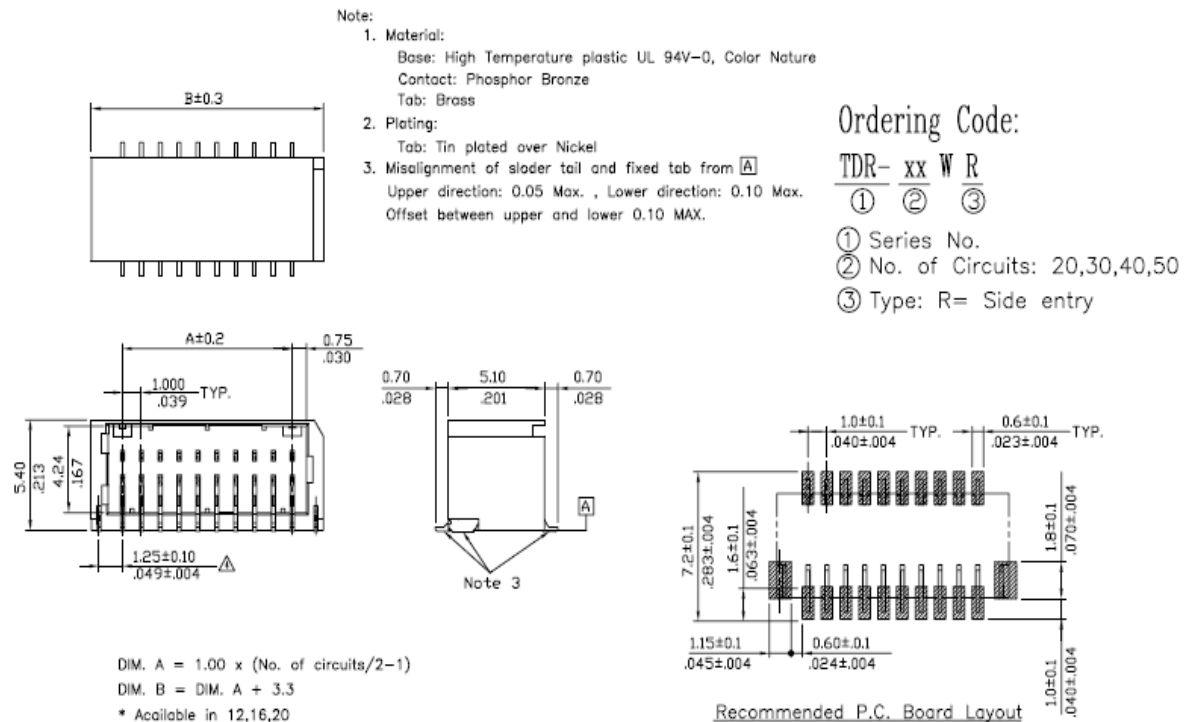 Note:
1. Material:
Base: High Temperature plastic UL 94V-0, Color Nature
Contact: Phosphor Bronze
Tab: Brass
2. Plating:
Tab: Tin plated over Nickel
3. Misalignment of sloder tail and fixed tab from A
Upper direction: 0.05 Max. , Lower direction: 0.10 Max.
Offset between upper and lower 0.10 MAX.
B±0.3
Ordering Code:
TDR- xx W R
① ② ③
① Series No.
② No. of Circuits: 20,30,40,50
③ Type: R= Side entry
A±0.2
0.75
.030
1.000
.039
TYP.
5.40
.213
4.24
.167
1.25±0.10
.049±.004
0.70
.028
5.10
.201
0.70
.028
A
Note 3
1.0±0.1
.040±.004
TYP.
0.6±0.1
.023±.004
TYP.
7.2±0.1
.283±.004
1.6±0.1
.063±.004
1.8±0.1
.070±.004
1.15±0.1
.045±.004
0.60±.0.1
.024±.004
1.0±0.1
.040±.004
Recommended P.C. Board Layout
DIM. A = 1.00 x (No. of circuits/2-1)
DIM. B = DIM. A + 3.3
* Acailable in 12,16,20